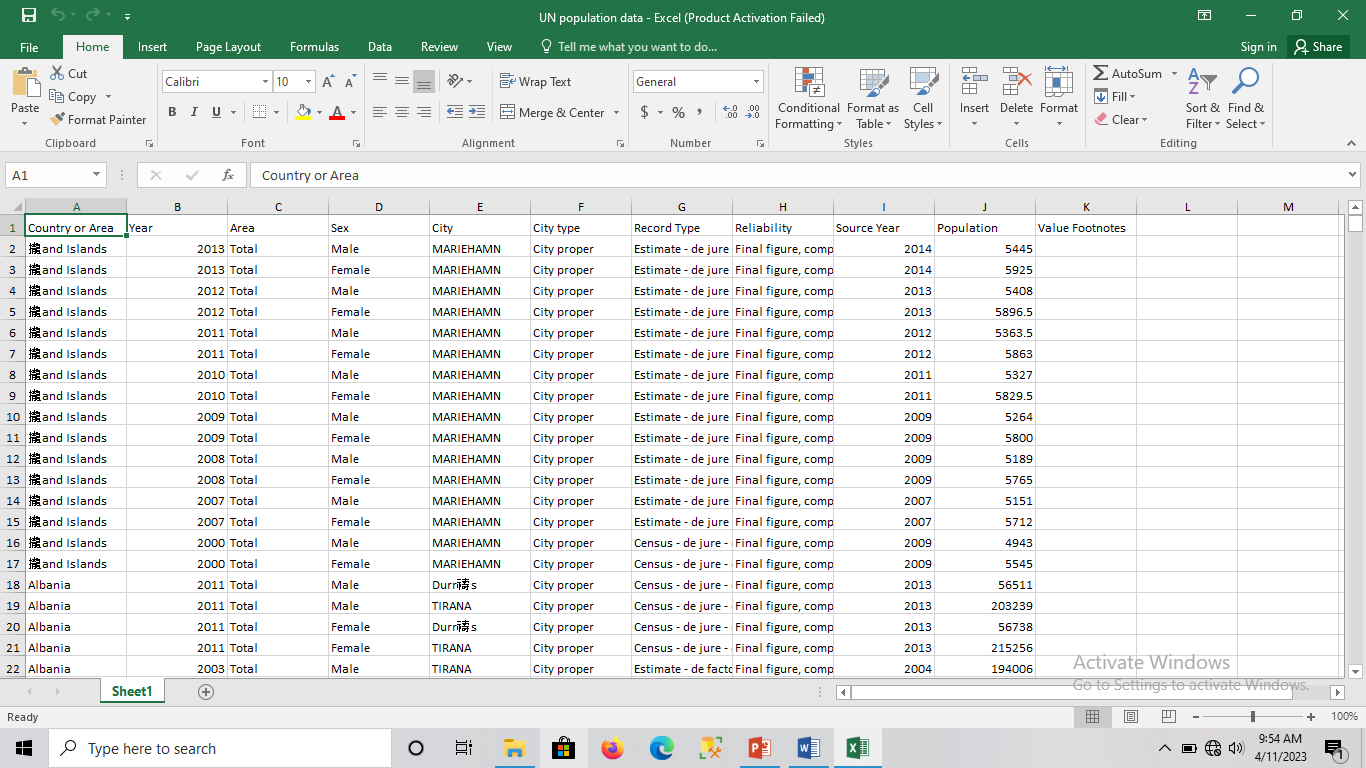 UN population data - Excel (Product Activation Failed)
File Home Insert Page Layout Formulas Data Review View Tell me what you want to do... Sign in Share
Cut
Copy
Format Painter
Paste
Clipboard
Calibri 10
B I U
Font
Wrap Text
Merge & Center
Alignment
General
$ % ,
Number
Conditional Formatting
Format as Table
Cell Styles
Styles
Insert Delete Format
Cells
AutoSum
Fill
Clear
Sort & Filter
Find & Select
Editing
A1 fx Country or Area
A B C D E F G H I J K L M
1 Country or Area Year Area Sex City City type Record Type Reliability Source Year Population Value Footnotes
2 攏and Islands 2013 Total Male MARIEHAMN City proper Estimate - de jure Final figure, comp 2014 5445
3 攏and Islands 2013 Total Female MARIEHAMN City proper Estimate - de jure Final figure, comp 2014 5925
4 攏and Islands 2012 Total Male MARIEHAMN City proper Estimate - de jure Final figure, comp 2013 5408
5 攏and Islands 2012 Total Female MARIEHAMN City proper Estimate - de jure Final figure, comp 2013 5896.5
6 攏and Islands 2011 Total Male MARIEHAMN City proper Estimate - de jure Final figure, comp 2012 5363.5
7 攏and Islands 2011 Total Female MARIEHAMN City proper Estimate - de jure Final figure, comp 2012 5863
8 攏and Islands 2010 Total Male MARIEHAMN City proper Estimate - de jure Final figure, comp 2011 5327
9 攏and Islands 2010 Total Female MARIEHAMN City proper Estimate - de jure Final figure, comp 2011 5829.5
10 攏and Islands 2009 Total Male MARIEHAMN City proper Estimate - de jure Final figure, comp 2009 5264
11 攏and Islands 2009 Total Female MARIEHAMN City proper Estimate - de jure Final figure, comp 2009 5800
12 攏and Islands 2008 Total Male MARIEHAMN City proper Estimate - de jure Final figure, comp 2009 5189
13 攏and Islands 2008 Total Female MARIEHAMN City proper Estimate - de jure Final figure, comp 2009 5765
14 攏and Islands 2007 Total Male MARIEHAMN City proper Estimate - de jure Final figure, comp 2007 5151
15 攏and Islands 2007 Total Female MARIEHAMN City proper Estimate - de jure Final figure, comp 2007 5712
16 攏and Islands 2000 Total Male MARIEHAMN City proper Census - de jure - Final figure, comp 2009 4943
17 攏and Islands 2000 Total Female MARIEHAMN City proper Census - de jure - Final figure, comp 2009 5545
18 Albania 2011 Total Male Durr雜s City proper Census - de jure - Final figure, comp 2013 56511
19 Albania 2011 Total Male TIRANA City proper Census - de jure - Final figure, comp 2013 203239
20 Albania 2011 Total Female Durr雜s City proper Census - de jure - Final figure, comp 2013 56738
21 Albania 2011 Total Female TIRANA City proper Census - de jure - Final figure, comp 2013 215256
22 Albania 2003 Total Male TIRANA City proper Estimate - de facto Final figure, comp 2004 194006
Activate Windows
Go to Settings to activate Windows.
Sheet1
Ready 100%
Type here to search
9:54 AM
4/11/2023
1